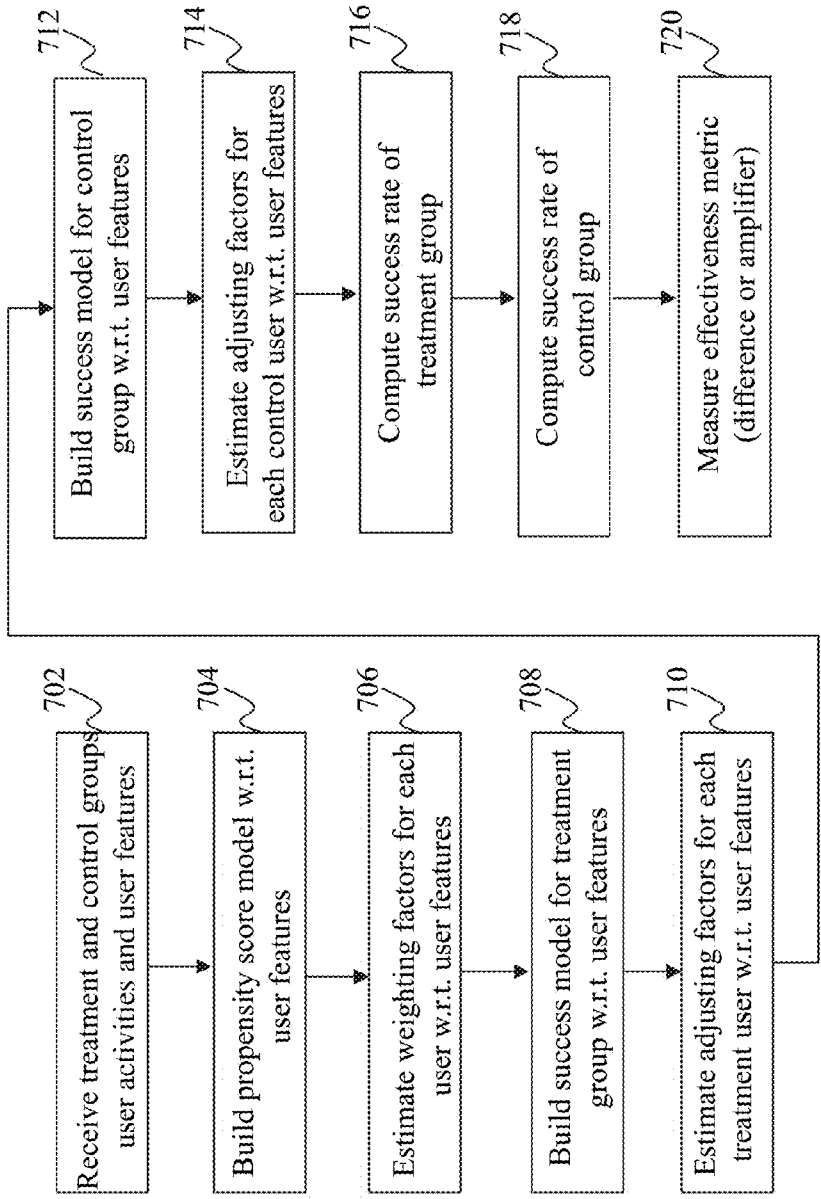 702
Receive treatment and control groups
user activities and user features
704
Build propensity score model w.r.t.
user features
706
Estimate weighting factors for each
user w.r.t. user features
708
Build success model for treatment
group w.r.t. user features
710
Estimate adjusting factors for each
treatment user w.r.t. user features
712
Build success model for control
group w.r.t. user features
714
Estimate adjusting factors for
each control user w.r.t. user features
716
Compute success rate of
treatment group
718
Compute success rate of
control group
720
Measure effectiveness metric
(difference or amplifier)